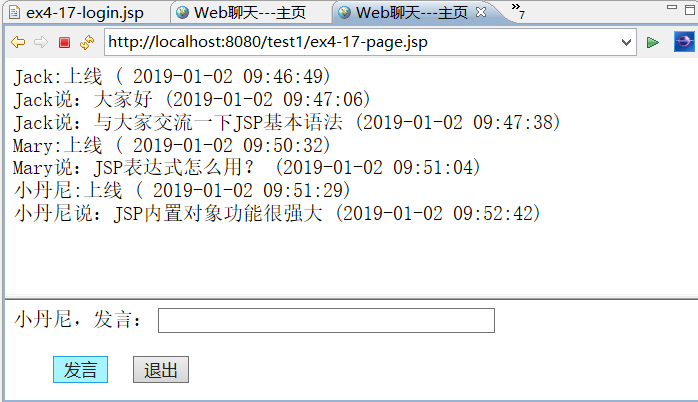 ex4-17-login.jsp Web聊天---主页 Web聊天---主页 »7
http://localhost:8080/test1/ex4-17-page.jsp
Jack:上线 ( 2019-01-02 09:46:49)
Jack说：大家好 (2019-01-02 09:47:06)
Jack说：与大家交流一下JSP基本语法 (2019-01-02 09:47:38)
Mary:上线 ( 2019-01-02 09:50:32)
Mary说：JSP表达式怎么用？ (2019-01-02 09:51:04)
小丹尼:上线 ( 2019-01-02 09:51:29)
小丹尼说：JSP内置对象功能很强大 (2019-01-02 09:52:42)
小丹尼，发言：
发言 退出